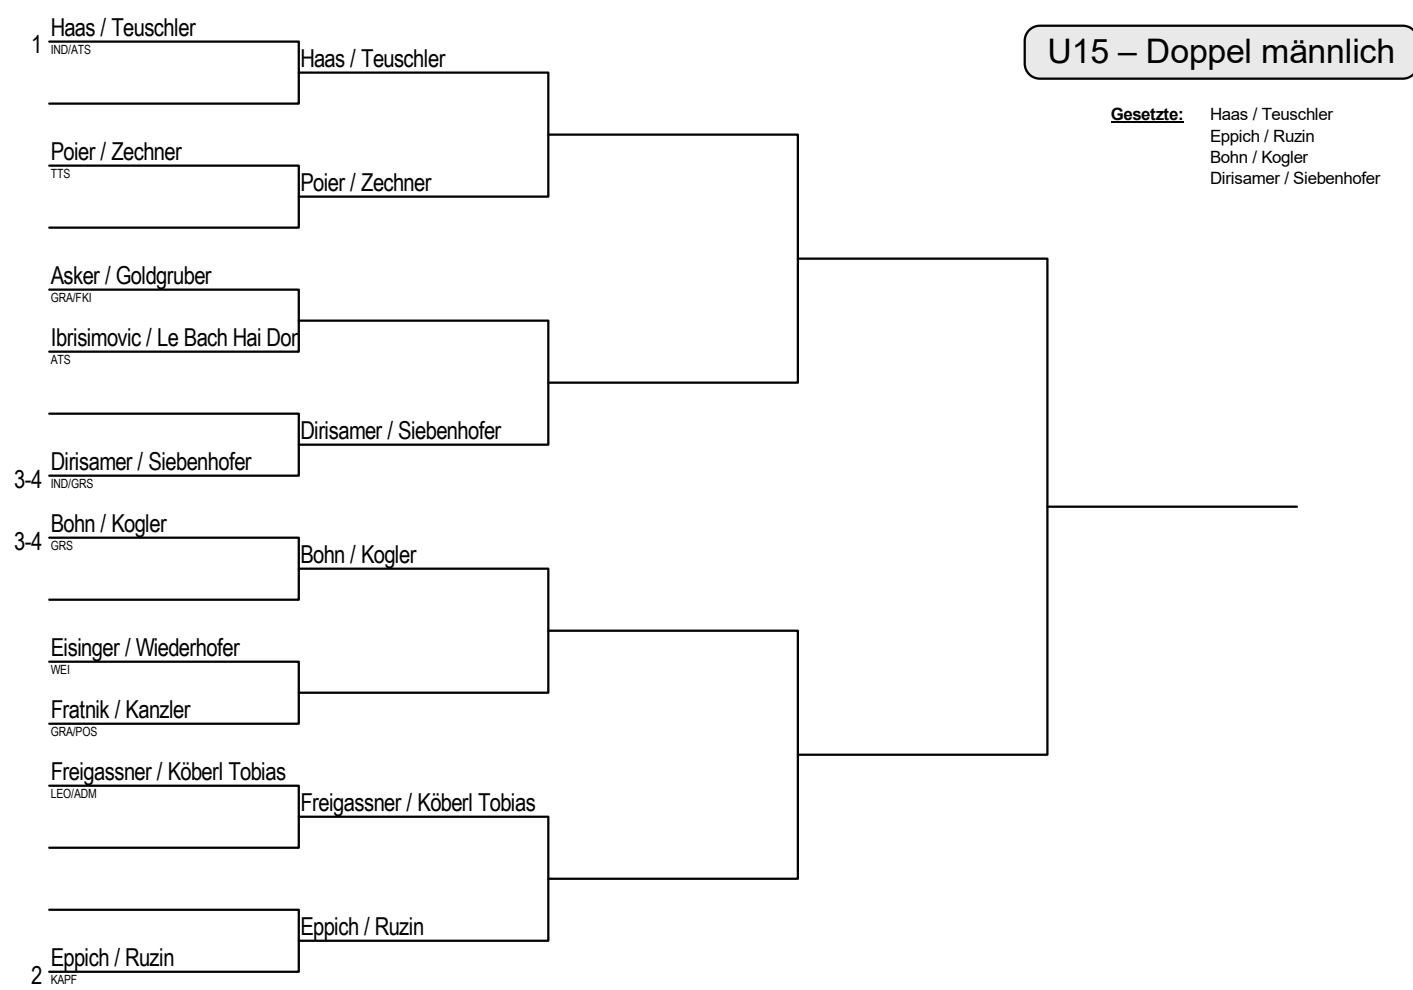 U15 – Doppel männlich
Gesetzte: Haas / Teuschler
Eppich / Ruzin
Bohn / Kogler
Dirisamer / Siebenhofer
1 Haas / Teuschler
IND/ATS
Haas / Teuschler
Poier / Zechner
TTS
Poier / Zechner
Asker / Goldgruber
GRA/FKI
Ibrisimovic / Le Bach Hai Dor
ATS
Dirisamer / Siebenhofer
3-4 Dirisamer / Siebenhofer
IND/GRS
3-4 Bohn / Kogler
GRS
Bohn / Kogler
Eisinger / Wiederhofer
WEI
Fratnik / Kanzler
GRA/POS
Freigassner / Köberl Tobias
LEO/ADM
Freigassner / Köberl Tobias
Eppich / Ruzin
2 Eppich / Ruzin
KAPF